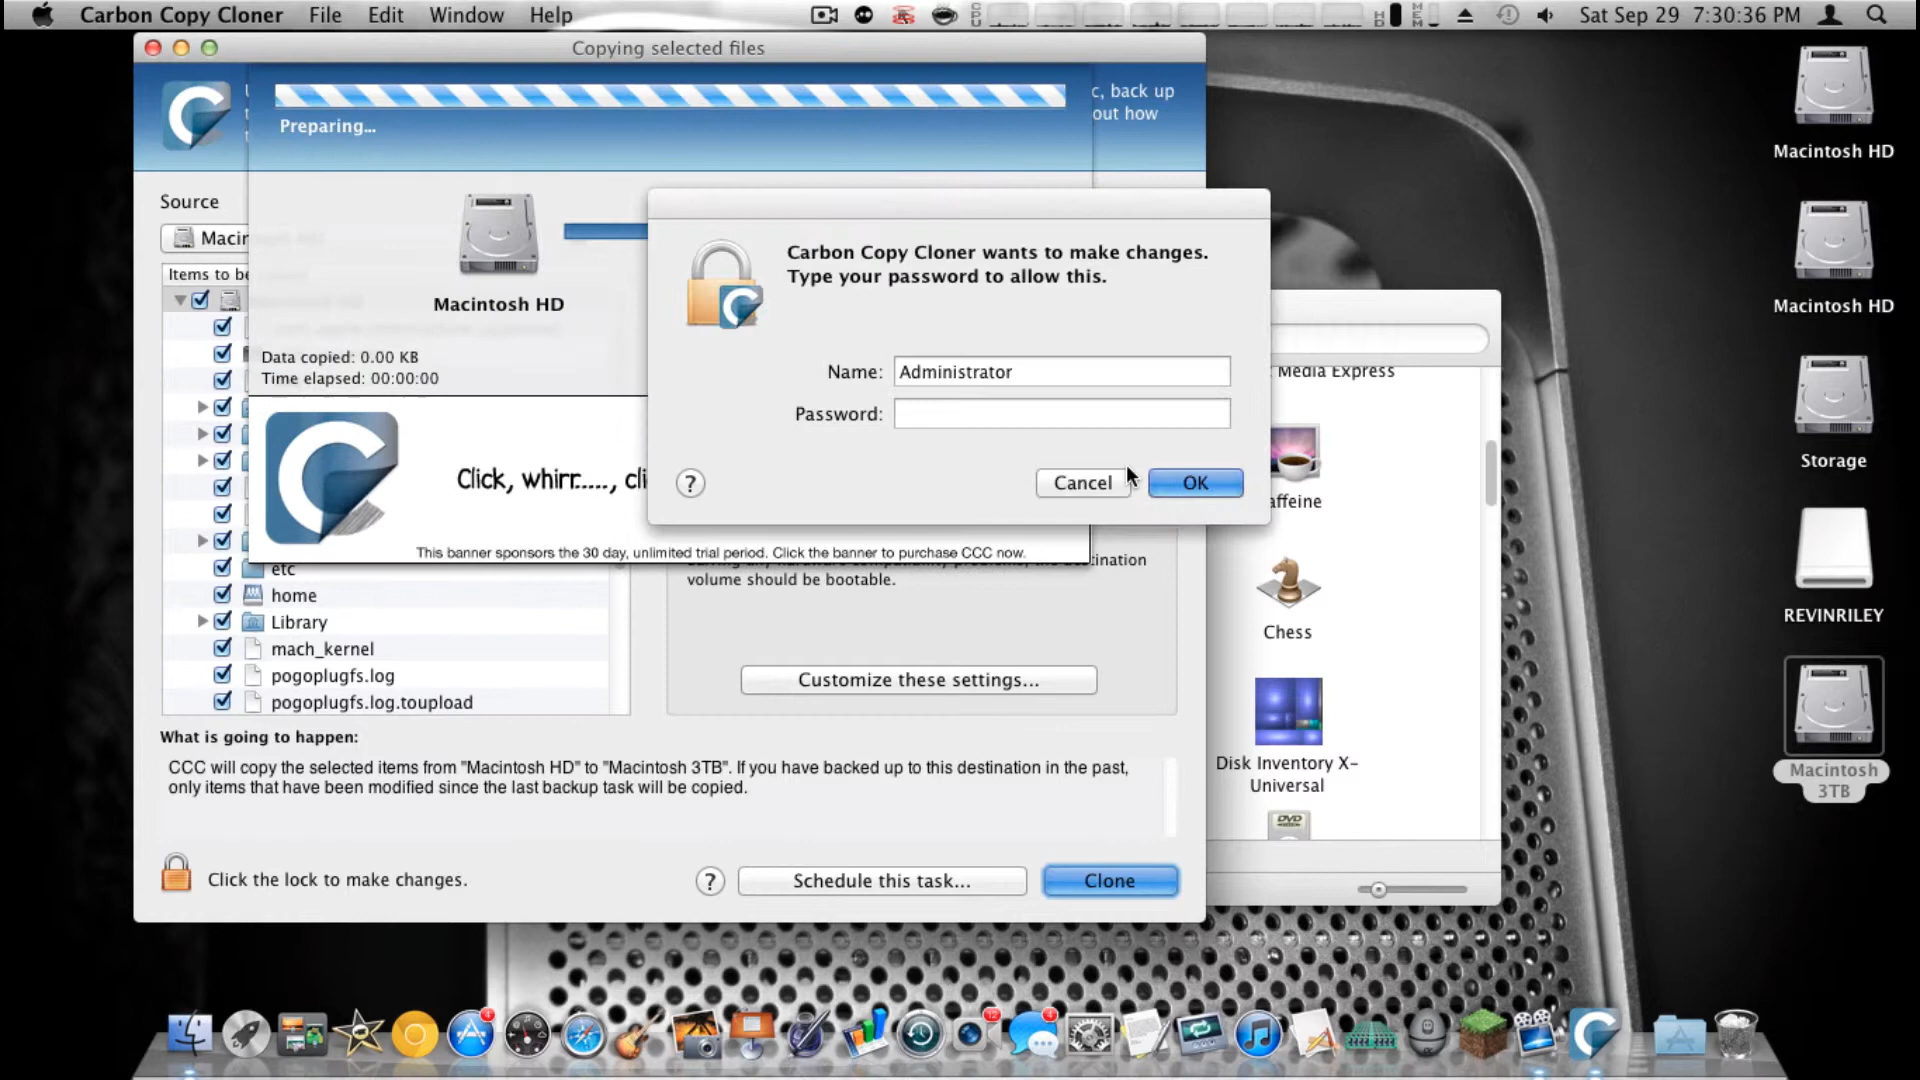 Carbon Copy Cloner File Edit Window Help
Sat Sep 29 7:30:36 PM
Copying selected files
c, back up
out how
Preparing...
Source
Macin
Items to be
Macintosh HD
Data copied: 0.00 KB
Time elapsed: 00:00:00
Click, whirr....., cli
This banner sponsors the 30 day, unlimited trial period. Click the banner to purchase CCC now.
Carbon Copy Cloner wants to make changes.
Type your password to allow this.
Name: Administrator
Password:
?
Cancel
OK
etc
home
Library
mach_kernel
pogoplugfs.log
pogoplugfs.log.toupload
volume should be bootable.
Customize these settings...
What is going to happen:
CCC will copy the selected items from "Macintosh HD" to "Macintosh 3TB". If you have backed up to this destination in the past,
only items that have been modified since the last backup task will be copied.
Click the lock to make changes.
?
Schedule this task...
Clone
Media Express
affeine
Chess
Disk Inventory X-
Universal
DVD
Macintosh HD
Macintosh HD
Storage
REVINRILEY
Macintosh
3TB